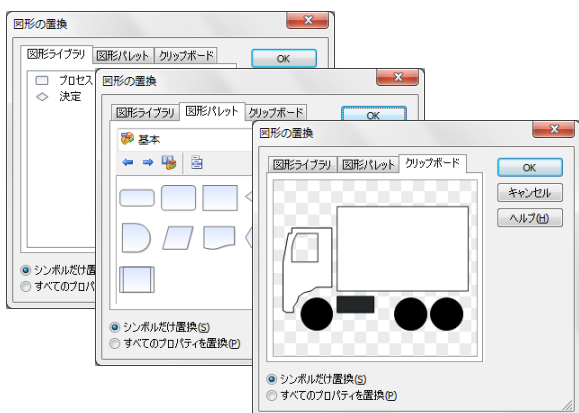 図形の置換
図形ライブラリ 図形パレット クリップボード
OK
プロセス
決定
シンボルだけ置
すべてのプロパ
図形の置換
図形ライブラリ 図形パレット クリップボード
OK
基本
シンボルだけ置換(S)
すべてのプロパティを置換(P)
図形の置換
図形ライブラリ 図形パレット クリップボード
OK
キャンセル
ヘルプ(H)
シンボルだけ置換(S)
すべてのプロパティを置換(P)